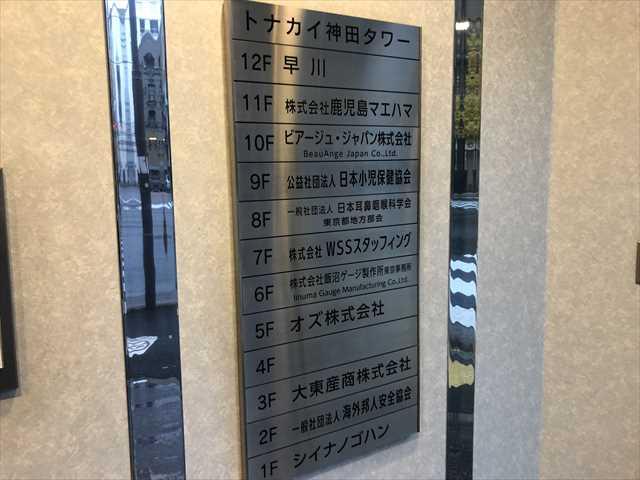 トナカイ神田タワー
12F 早川
11F 株式会社鹿児島マエハマ
10F ビアージュ・ジャパン株式会社
BeauAnge Japan Co.,Ltd.
9F 公益社団法人 日本小児保健協会
8F 一般社団法人 日本耳鼻咽喉科学会
東京都地方部会
7F 株式会社 WSSスタッフィング
6F 株式会社飯沼ゲージ製作所東京事務所
Iinuma Gauge Manufacturing Co.,Ltd.
5F オズ株式会社
4F
3F 大東産商株式会社
2F 一般社団法人 海外邦人安全協会
1F シイナノゴハン